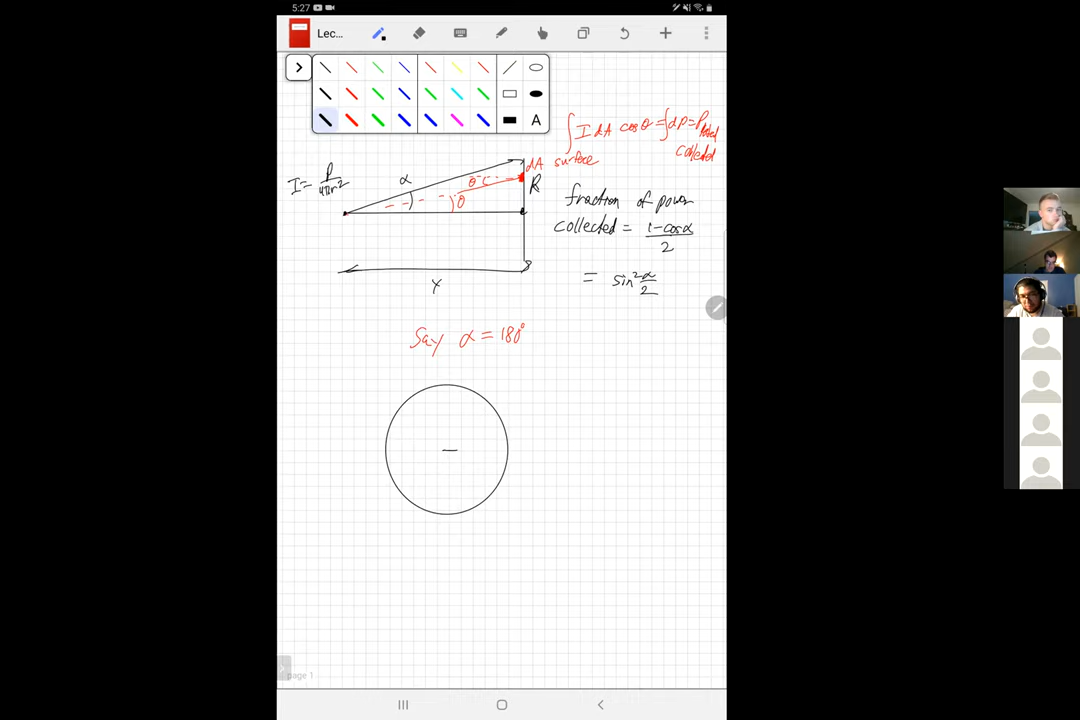 5:27
Lec...
A
∫ I dA cos θ = ∫ dP = P total
surface
collected
dA
I = P / 4πr²
α
θ
θ
R
fraction of power
collected = (1 - cos α) / 2
= sin² α/2
Say α = 180°
page 1